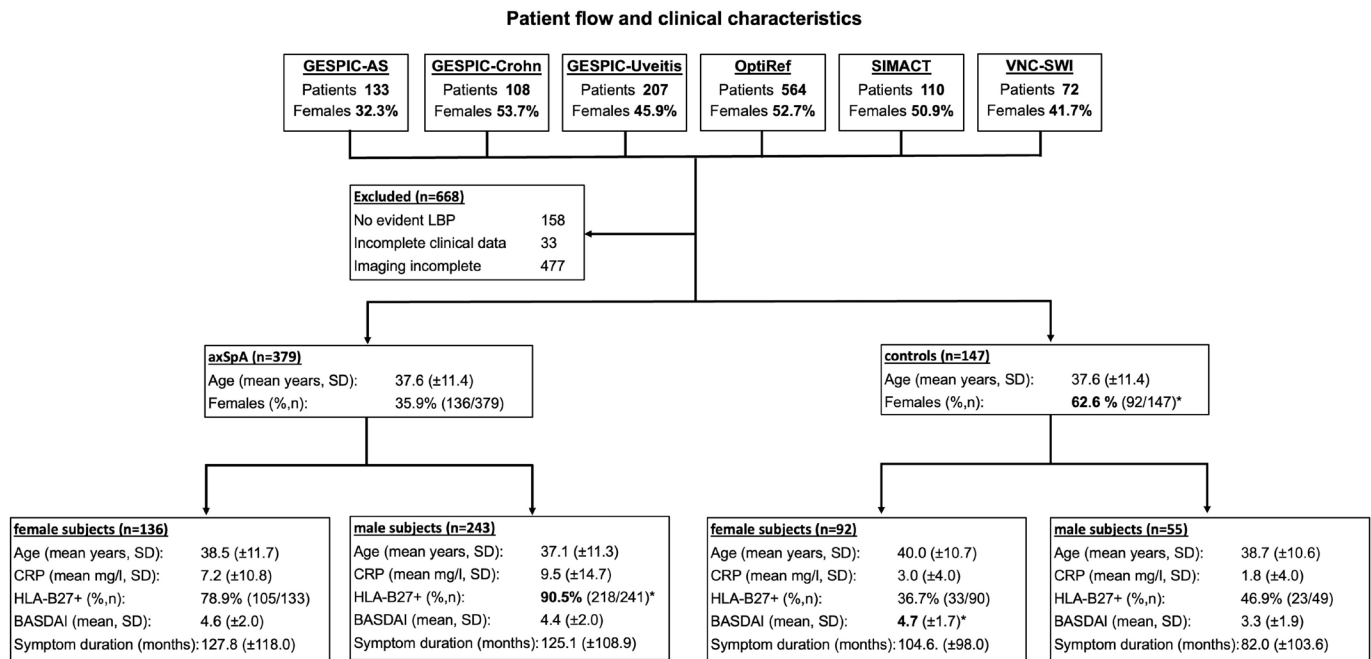 Patient flow and clinical characteristics
GESPIC-AS
Patients 133
Females 32.3%
GESPIC-Crohn
Patients 108
Females 53.7%
GESPIC-Uveitis
Patients 207
Females 45.9%
OptiRef
Patients 564
Females 52.7%
SIMACT
Patients 110
Females 50.9%
VNC-SWI
Patients 72
Females 41.7%
Excluded (n=668)
No evident LBP 158
Incomplete clinical data 33
Imaging incomplete 477
axSpA (n=379)
Age (mean years, SD): 37.6 (±11.4)
Females (%,n): 35.9% (136/379)
controls (n=147)
Age (mean years, SD): 37.6 (±11.4)
Females (%,n): 62.6 % (92/147)*
female subjects (n=136)
Age (mean years, SD): 38.5 (±11.7)
CRP (mean mg/l, SD): 7.2 (±10.8)
HLA-B27+ (%,n): 78.9% (105/133)
BASDAI (mean, SD): 4.6 (±2.0)
Symptom duration (months): 127.8 (±118.0)
male subjects (n=243)
Age (mean years, SD): 37.1 (±11.3)
CRP (mean mg/l, SD): 9.5 (±14.7)
HLA-B27+ (%,n): 90.5% (218/241)*
BASDAI (mean, SD): 4.4 (±2.0)
Symptom duration (months): 125.1 (±108.9)
female subjects (n=92)
Age (mean years, SD): 40.0 (±10.7)
CRP (mean mg/l, SD): 3.0 (±4.0)
HLA-B27+ (%,n): 36.7% (33/90)
BASDAI (mean, SD): 4.7 (±1.7)*
Symptom duration (months): 104.6. (±98.0)
male subjects (n=55)
Age (mean years, SD): 38.7 (±10.6)
CRP (mean mg/l, SD): 1.8 (±4.0)
HLA-B27+ (%,n): 46.9% (23/49)
BASDAI (mean, SD): 3.3 (±1.9)
Symptom duration (months): 82.0 (±103.6)